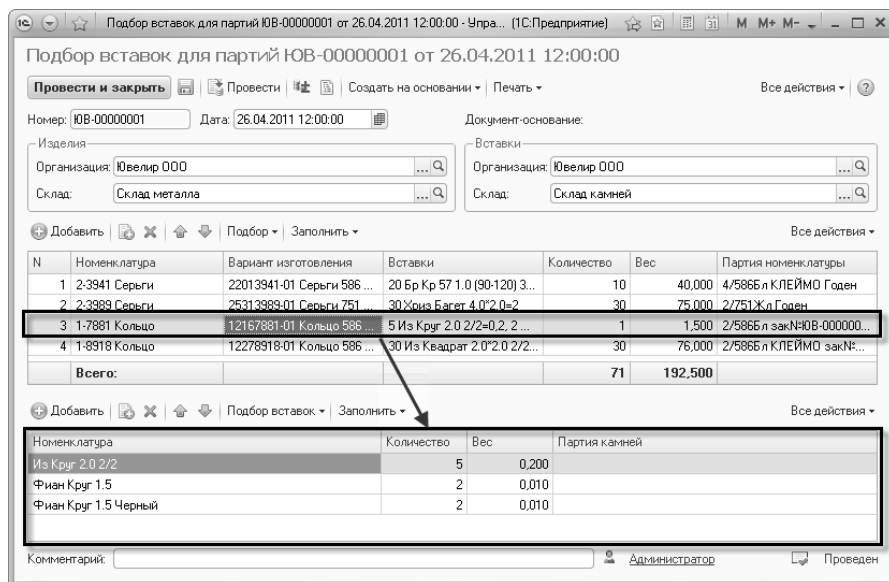 Подбор вставок для партий ЮВ-00000001 от 26.04.2011 12:00:00 - Упра... (1С:Предприятие) M M+ M-
Подбор вставок для партий ЮВ-00000001 от 26.04.2011 12:00:00
Провести и закрыть Провести Создать на основании Печать Все действия
Номер: ЮВ-00000001 Дата: 26.04.2011 12:00:00 Документ-основание:
Изделия Вставки
Организация: Ювелир ООО ... Организация: Ювелир ООО ...
Склад: Склад металла ... Склад: Склад камней ...
Добавить Подбор Заполнить Все действия
N Номенклатура Вариант изготовления Вставки Количество Вес Партия номенклатуры
1 2-3941 Серьги 22013941-01 Серьги 586 ... 20 Бр Кр 57 1.0 (90-120) 3... 10 40,000 4/586Бл КЛЕЙМО Годен
2 2-3989 Серьги 25313989-01 Серьги 751 ... 30 Хриз Багет 4.0*2.0=2 30 75,000 2/751Жл Годен
3 1-7881 Кольцо 12167881-01 Кольцо 586 ... 5 Из Круг 2.0 2/2=0,2, 2 ... 1 1,500 2/586Бл зак№ЮВ-000000...
4 1-8918 Кольцо 12278918-01 Кольцо 586 ... 30 Из Квадрат 2.0*2.0 2/2... 30 76,000 2/586Бл КЛЕЙМО зак№...
Всего: 71 192,500
Добавить Подбор вставок Заполнить Все действия
Номенклатура Количество Вес Партия камней
Из Круг 2.0 2/2 5 0,200
Фиан Круг 1.5 2 0,010
Фиан Круг 1.5 Черный 2 0,010
Комментарий: Администратор Проведен